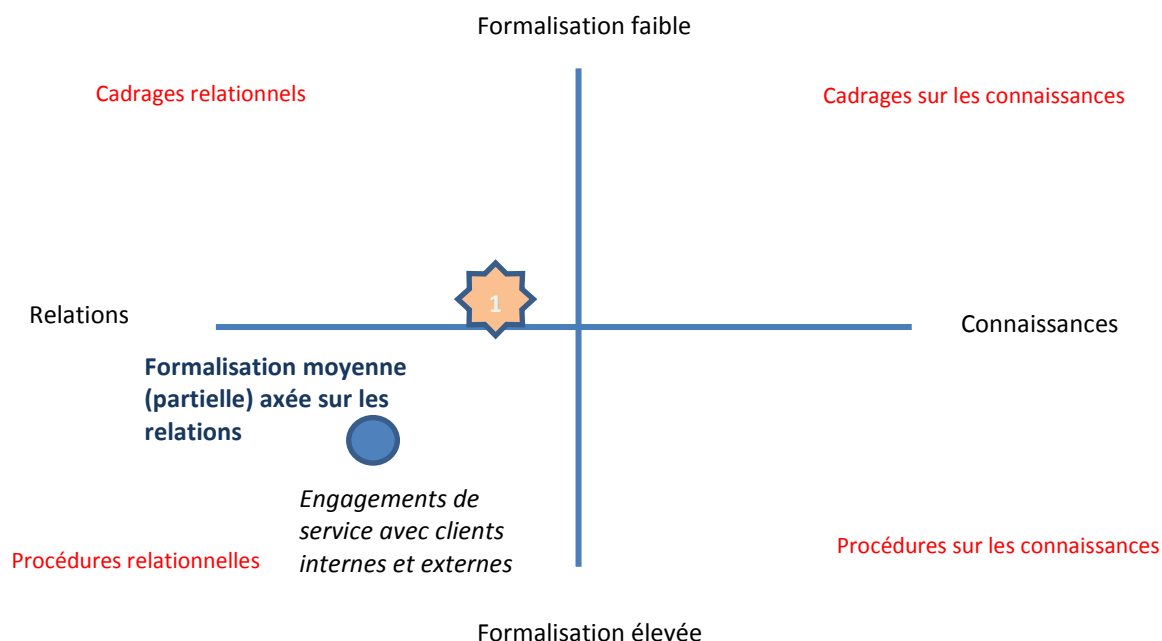 Formalisation faible
Cadrages relationnels
Cadrages sur les connaissances
1
Relations
Connaissances
Formalisation moyenne
(partielle) axée sur les
relations
Engagements de
service avec clients
internes et externes
Procédures relationnelles
Procédures sur les connaissances
Formalisation élevée